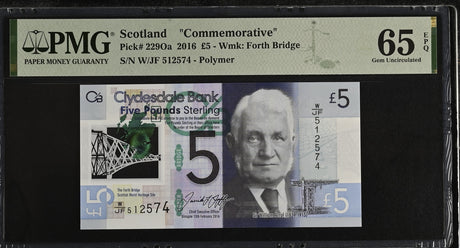 PMG
PAPER MONEY GUARANTY
Scotland "Commemorative"
Pick# 229Oa 2016 £5 - Wmk: Forth Bridge
S/N W/JF 512574 - Polymer
65 EPQ
Gem Uncirculated
Clydesdale Bank
Five Pounds Sterling
£5
W/JF 512574
5
The Forth Bridge
Scottish World Heritage Site
£5
W/JF 512574
Chief Executive Officer
£5